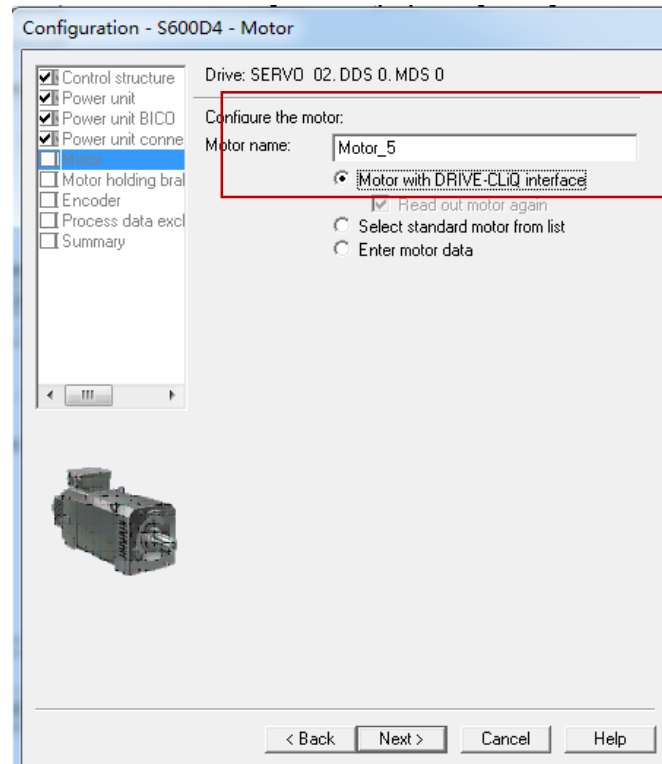 Configuration - S600D4 - Motor
Control structure
Power unit
Power unit BICO
Power unit conne
Motor
Motor holding bral
Encoder
Process data excl
Summary
Drive: SERVO_02. DDS 0. MDS 0
Configure the motor:
Motor name:
Motor_5
Motor with DRIVE-CLiQ interface
Read out motor again
Select standard motor from list
Enter motor data
< Back
Next >
Cancel
Help